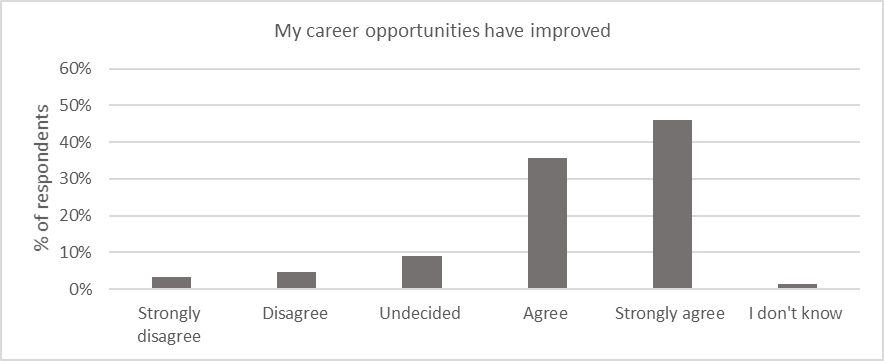 My career opportunities have improved
% of respondents
60%
50%
40%
30%
20%
10%
0%
Strongly disagree
Disagree
Undecided
Agree
Strongly agree
I don't know